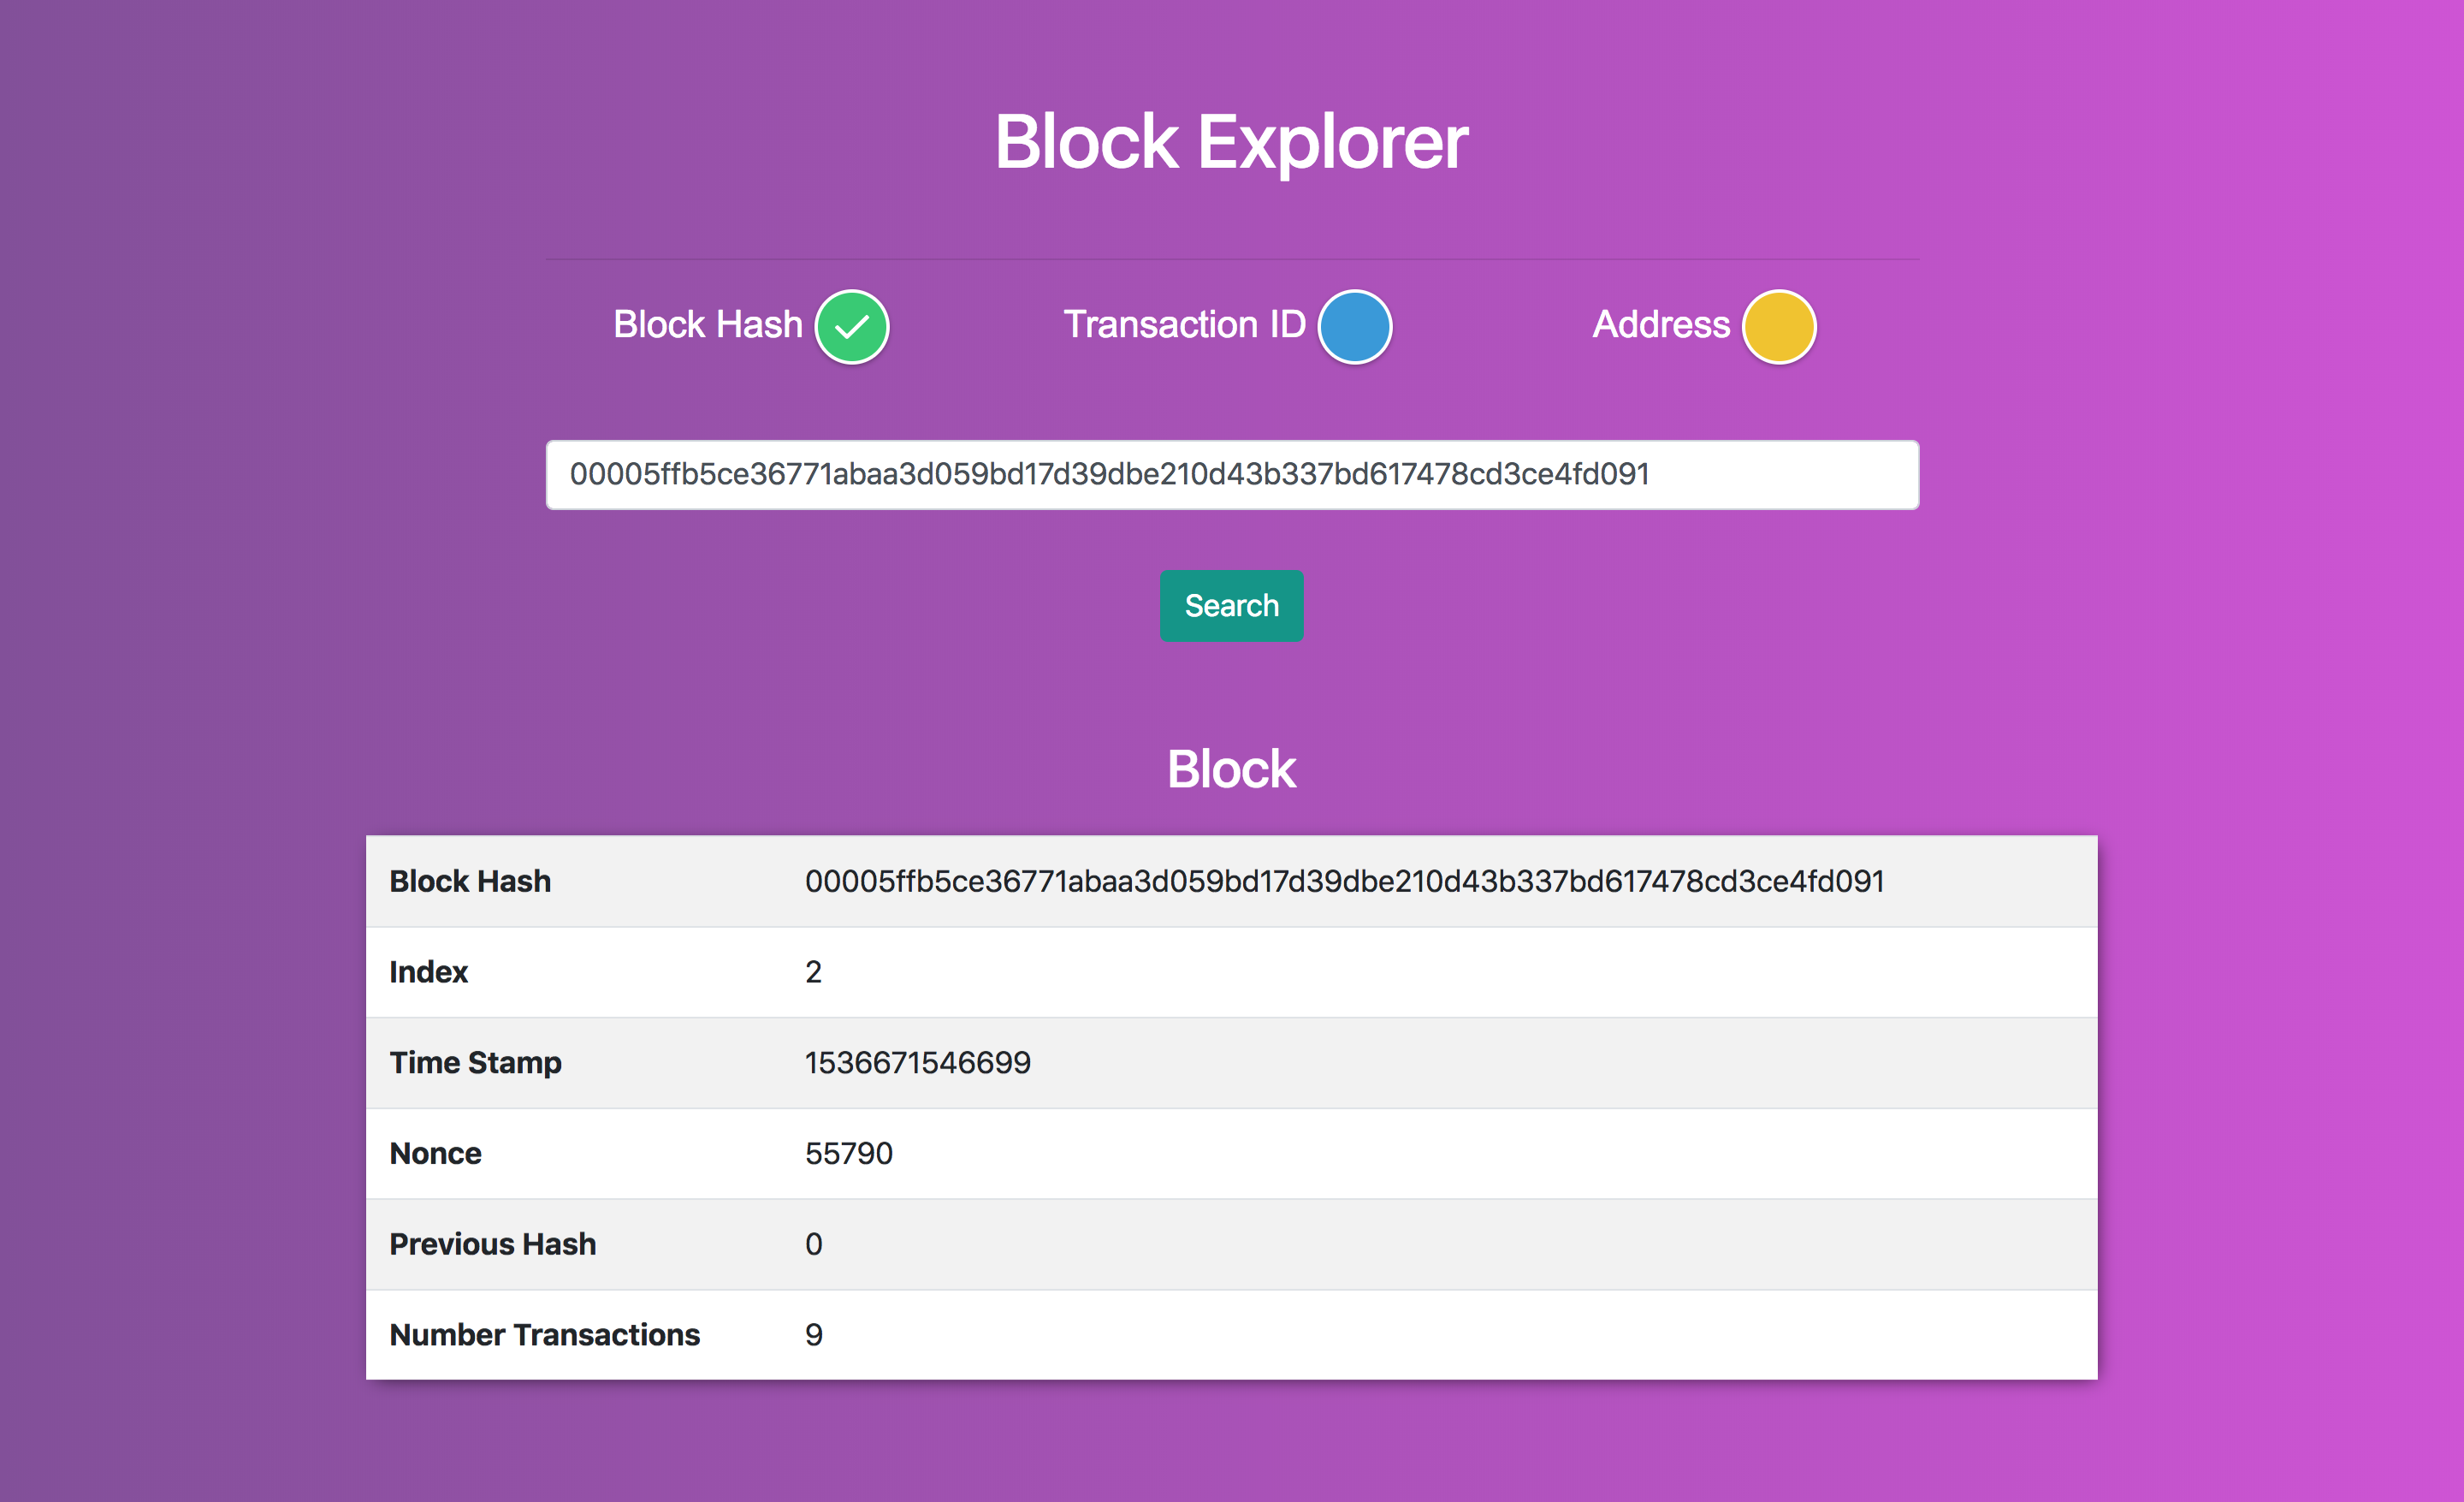 Block Explorer
Block Hash Transaction ID Address
00005ffb5ce36771abaa3d059bd17d39dbe210d43b337bd617478cd3ce4fd091
Search
Block
Block Hash 00005ffb5ce36771abaa3d059bd17d39dbe210d43b337bd617478cd3ce4fd091
Index 2
Time Stamp 1536671546699
Nonce 55790
Previous Hash 0
Number Transactions 9